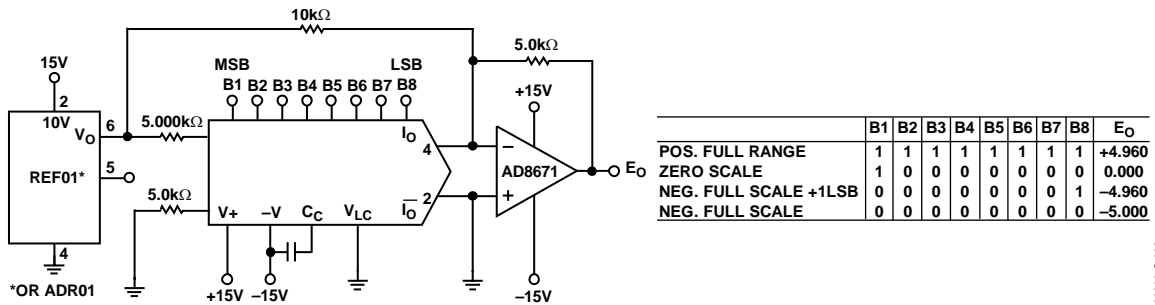 10kΩ
5.0kΩ
15V
MSB
LSB
B1 B2 B3 B4 B5 B6 B7 B8
+15V
2
10V
VO
6
5.000kΩ
IO
4
–
AD8671
EO
REF01*
5
+
2
IO
5.0kΩ
V+
–V
CC
VLC
4
*OR ADR01
+15V
–15V
–15V
B1 B2 B3 B4 B5 B6 B7 B8 EO
POS. FULL RANGE 1 1 1 1 1 1 1 1 +4.960
ZERO SCALE 1 0 0 0 0 0 0 0 0.000
NEG. FULL SCALE +1LSB 0 0 0 0 0 0 0 1 –4.960
NEG. FULL SCALE 0 0 0 0 0 0 0 0 –5.000